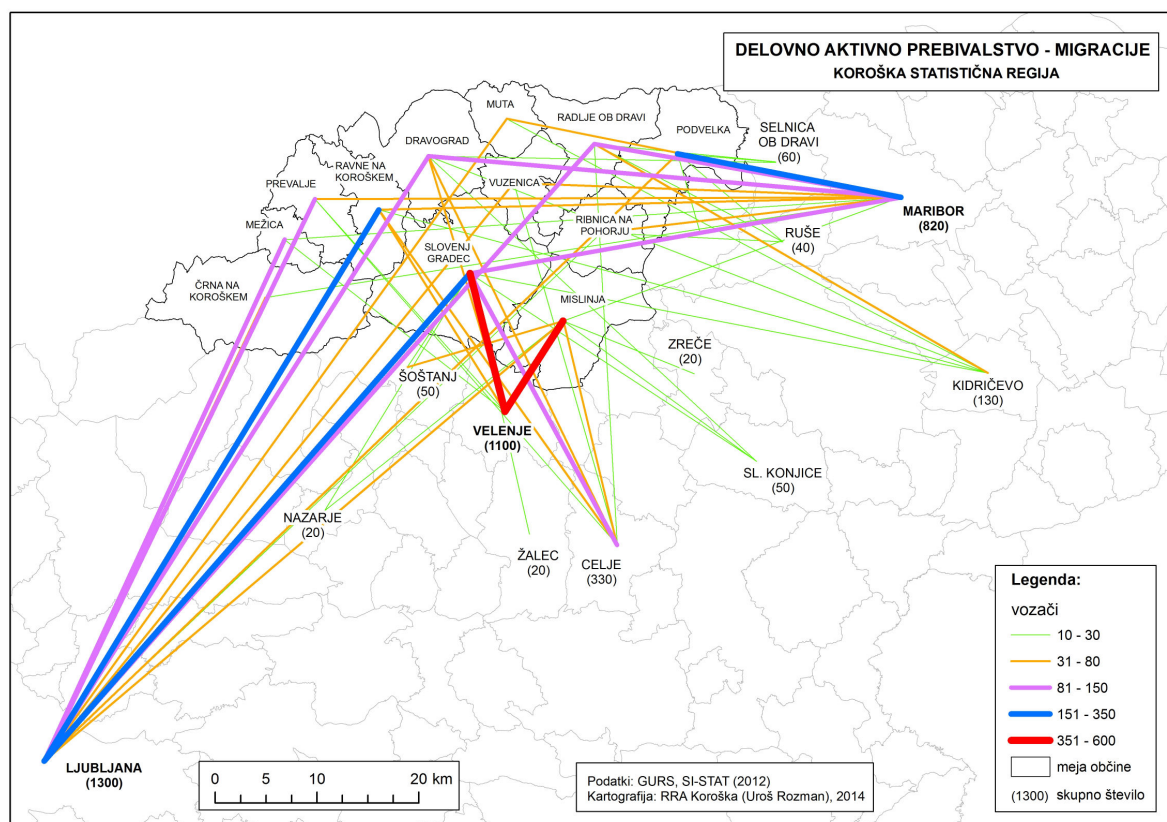 DELOVNO AKTIVNO PREBIVALSTVO - MIGRACIJE
KOROŠKA STATISTIČNA REGIJA
MUTA
RADLJE OB DRAVI
PODVELKA
SELNICA
OB DRAVI
(60)
DRAVOGRAD
RAVNE NA
KOROŠKEM
PREVALJE
VUZENICA
MEŽICA
RIBNICA NA
POHORJU
MARIBOR
(820)
RUŠE
(40)
SLOVENJ
GRADEC
ČRNA NA
KOROŠKEM
MISLINJA
ZREČE
(20)
ŠOŠTANJ
(50)
KIDRIČEVO
(130)
VELENJE
(1100)
SL. KONJICE
(50)
NAZARJE
(20)
ŽALEC
(20)
CELJE
(330)
LJUBLJANA
(1300)
0 5 10 20 km
Podatki: GURS, SI-STAT (2012)
Kartografija: RRA Koroška (Uroš Rozman), 2014
Legenda:
vozači
10 - 30
31 - 80
81 - 150
151 - 350
351 - 600
meja občine
(1300) skupno število